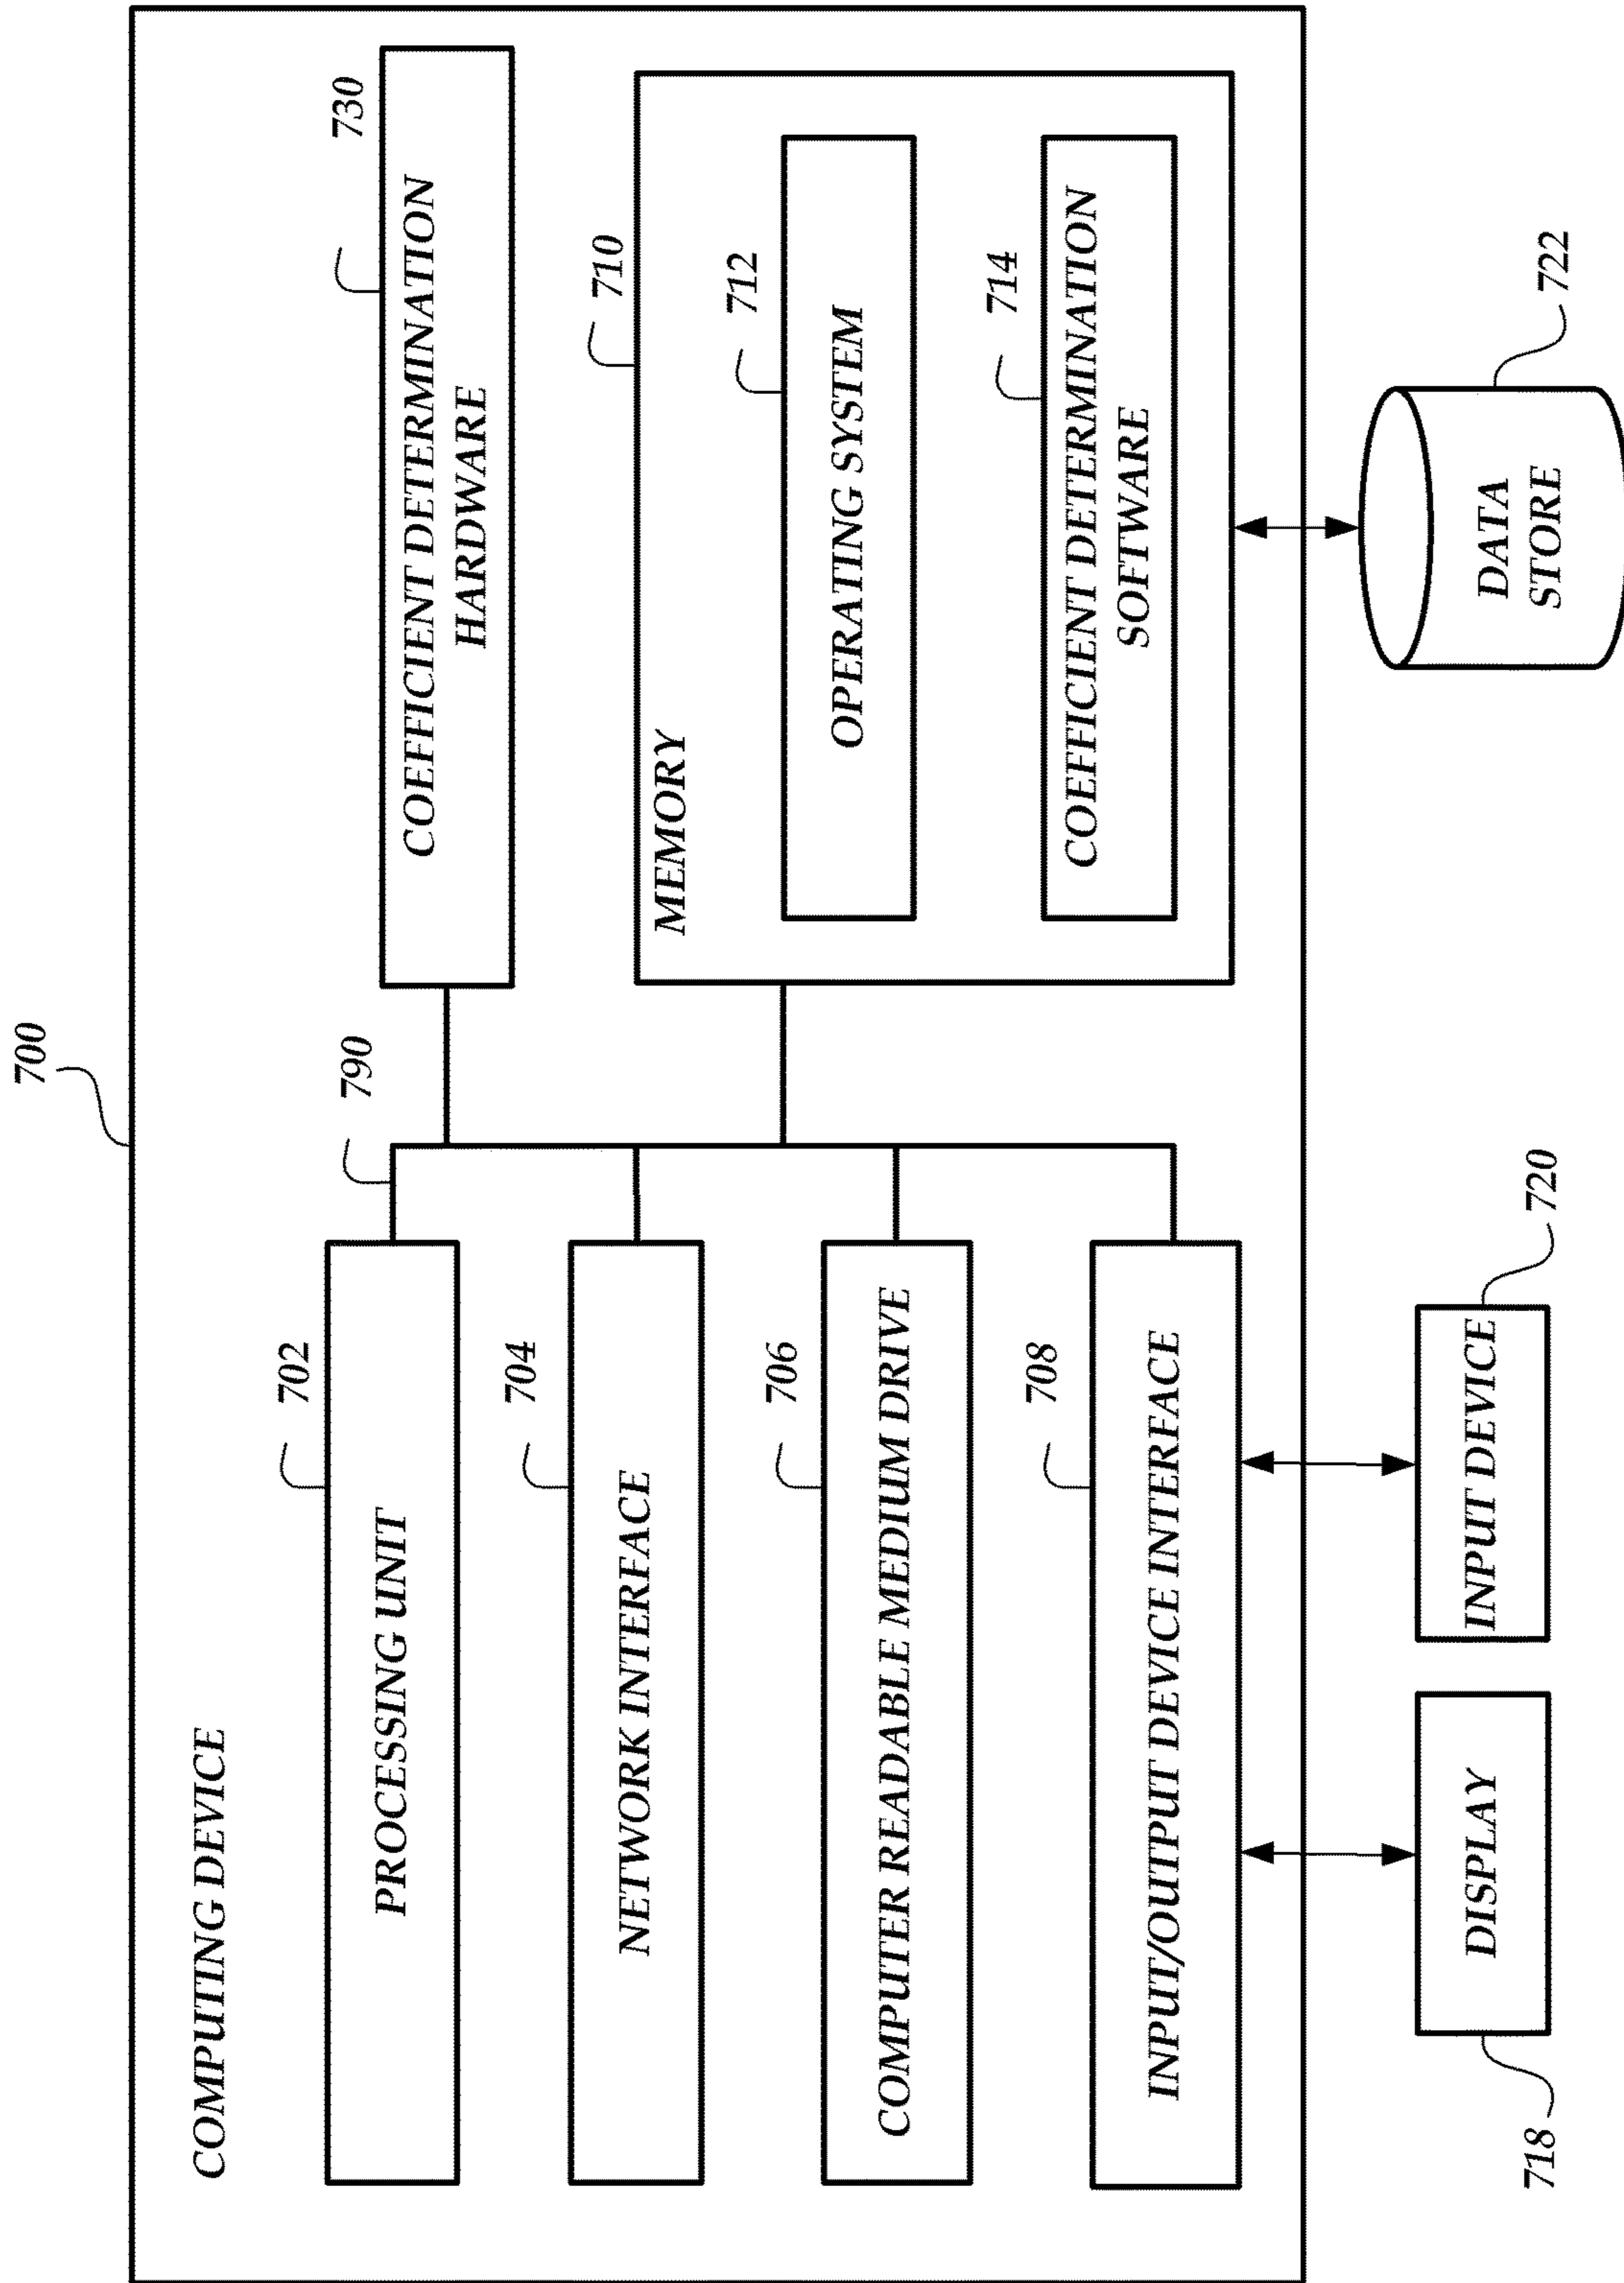 700
COMPUTING DEVICE
702
PROCESSING UNIT
704
NETWORK INTERFACE
706
COMPUTER READABLE MEDIUM DRIVE
708
INPUT/OUTPUT DEVICE INTERFACE
790
730
COEFFICIENT DETERMINATION
HARDWARE
710
MEMORY
712
OPERATING SYSTEM
714
COEFFICIENT DETERMINATION
SOFTWARE
718
DISPLAY
INPUT DEVICE
720
DATA
STORE
722